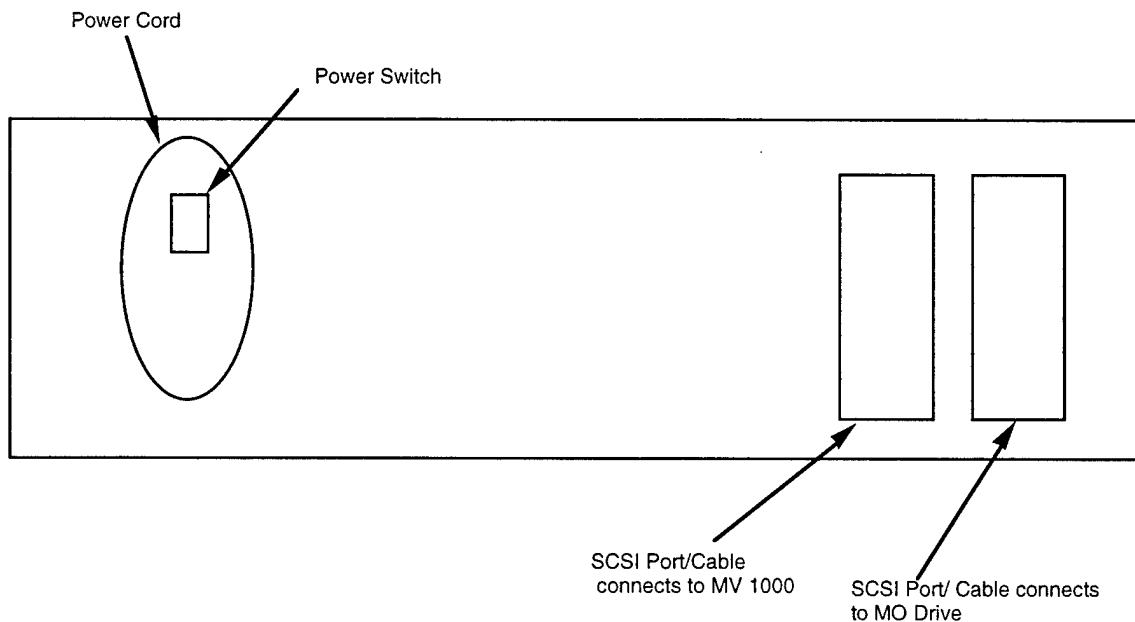 Power Cord
Power Switch
SCSI Port/Cable
connects to MV 1000
SCSI Port/ Cable connects
to MO Drive